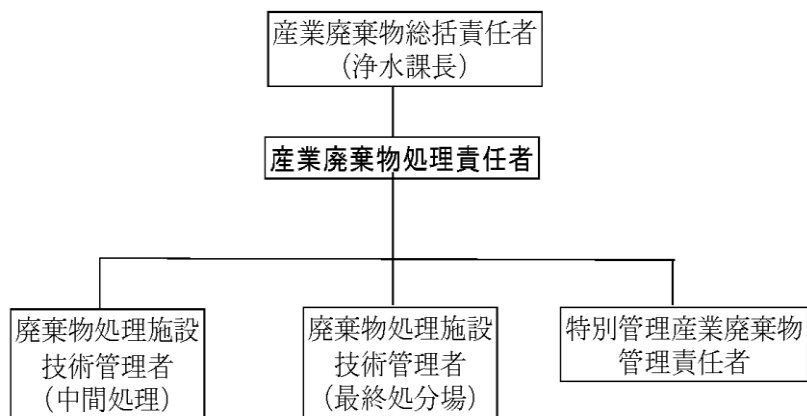 産業廃棄物総括責任者
（浄水課長）
産業廃棄物処理責任者
廃棄物処理施設
技術管理者
（中間処理）
廃棄物処理施設
技術管理者
（最終処分場）
特別管理産業廃棄物
管理責任者